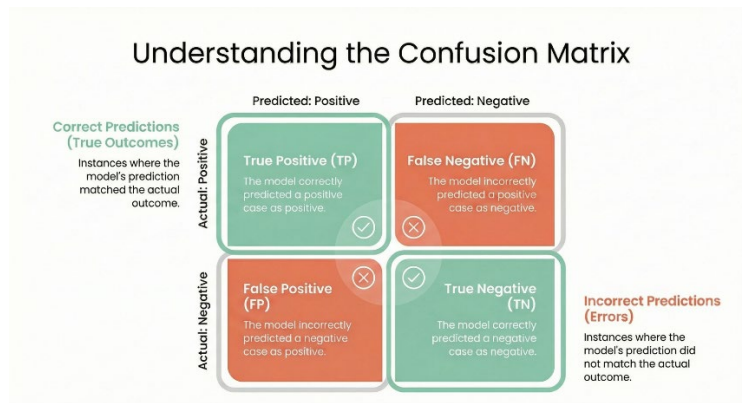 Understanding the Confusion Matrix
Predicted: Positive
Predicted: Negative
Correct Predictions
(True Outcomes)
Instances where the
model's prediction
matched the actual
outcome.
Actual: Positive
True Positive (TP)
The model correctly
predicted a positive
case as positive.
False Negative (FN)
The model incorrectly
predicted a positive
case as negative.
Actual: Negative
False Positive
(FP)
The model incorrectly
predicted a negative
case as positive.
True Negative
(TN)
The model correctly
predicted a negative
case as negative.
Incorrect Predictions
(Errors)
Instances where the
model's prediction did
not match the actual
outcome.